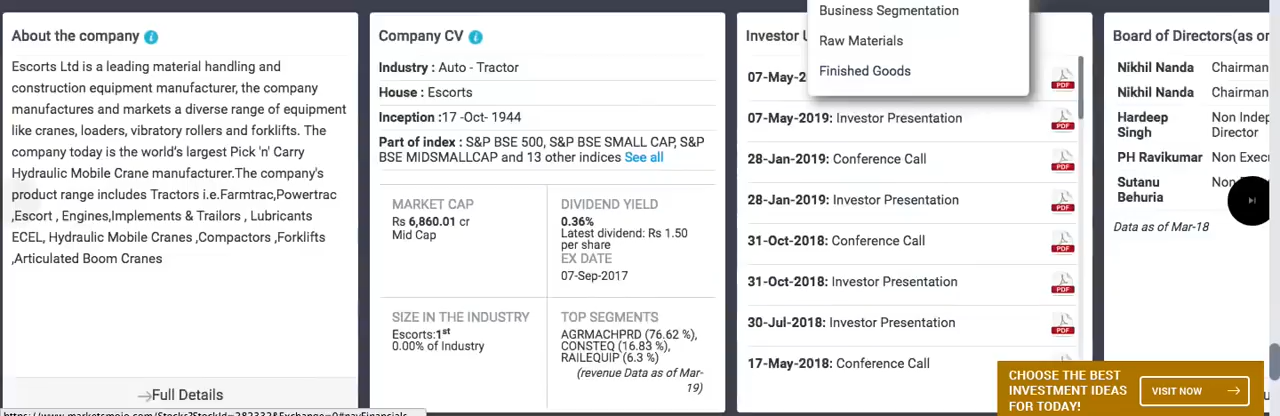 Business Segmentation
Raw Materials
Finished Goods
About the company
Escorts Ltd is a leading material handling and
construction equipment manufacturer, the company
manufactures and markets a diverse range of equipment
like cranes, loaders, vibratory rollers and forklifts. The
company today is the world's largest Pick 'n' Carry
Hydraulic Mobile Crane manufacturer.The company's
product range includes Tractors i.e.Farmtrac,Powertrac
,Escort , Engines,Implements & Trailors , Lubricants
ECEL, Hydraulic Mobile Cranes ,Compactors ,Forklifts
,Articulated Boom Cranes
Full Details
Company CV
Industry : Auto - Tractor
House : Escorts
Inception :17 -Oct- 1944
Part of index : S&P BSE 500, S&P BSE SMALL CAP, S&P
BSE MIDSMALLCAP and 13 other indices See all
MARKET CAP
Rs 6,860.01 cr
Mid Cap
DIVIDEND YIELD
0.36%
Latest dividend: Rs 1.50
per share
EX DATE
07-Sep-2017
SIZE IN THE INDUSTRY
Escorts:1st
0.00% of Industry
TOP SEGMENTS
AGRMACHPRD (76.62 %),
CONSTEQ (16.83 %),
RAILEQUIP (6.3 %)
(revenue Data as of Mar-
19)
Investor
07-May-2
07-May-2019: Investor Presentation
28-Jan-2019: Conference Call
28-Jan-2019: Investor Presentation
31-Oct-2018: Conference Call
31-Oct-2018: Investor Presentation
30-Jul-2018: Investor Presentation
17-May-2018: Conference Call
PDF
PDF
PDF
PDF
PDF
PDF
PDF
Board of Directors(as or
Nikhil Nanda Chairman
Nikhil Nanda Chairman
Hardeep Singh Non Indep
Director
PH Ravikumar Non Execu
Sutanu Behuria Non
Data as of Mar-18
CHOOSE THE BEST
INVESTMENT IDEAS
FOR TODAY!
VISIT NOW